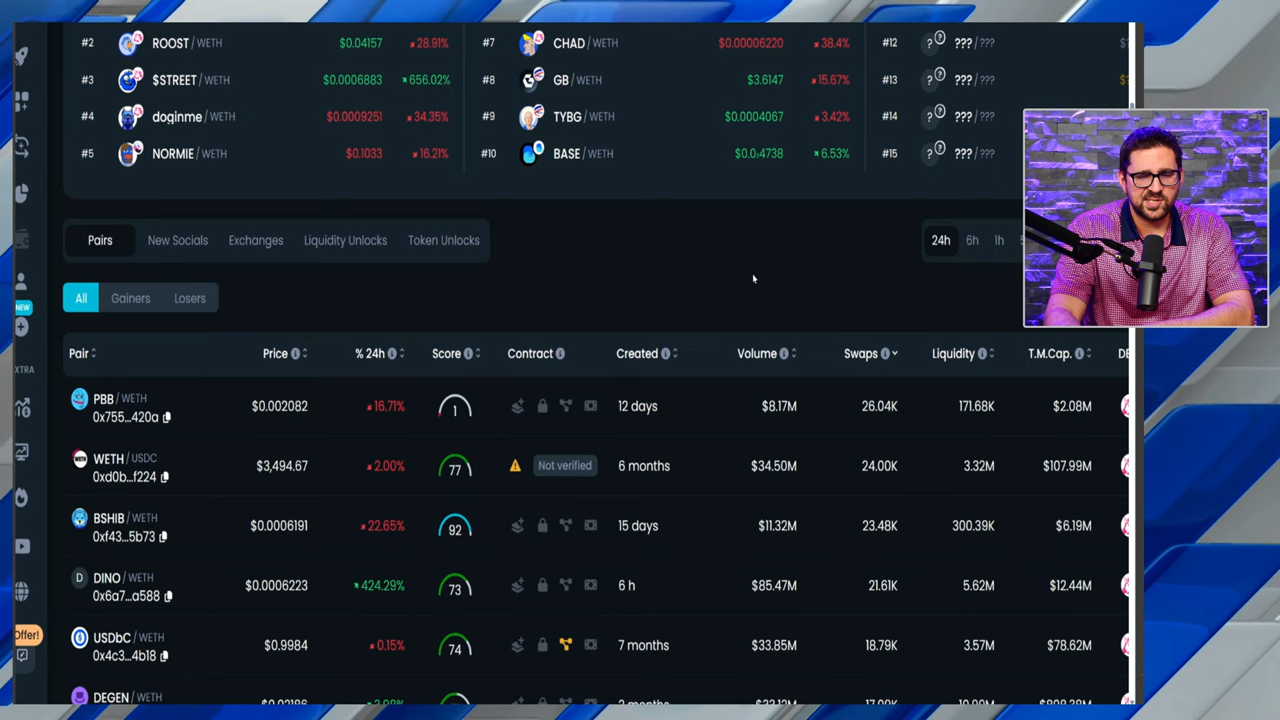 #2 ROOST / WETH $0.04157 28.91% #7 CHAD / WETH $0.00006220 38.4% #12 ? ? ??? / ???
#3 $STREET / WETH $0.0006883 656.02% #8 GB / WETH $3.6147 15.67% #13 ? ? ??? / ???
#4 doginme / WETH $0.0009251 34.35% #9 TYBG / WETH $0.0004067 3.42% #14 ? ? ??? / ???
#5 NORMIE / WETH $0.1033 16.21% #10 BASE / WETH $0.0₅4738 6.53% #15 ? ? ??? / ???
Pairs New Socials Exchanges Liquidity Unlocks Token Unlocks 24h 6h 1h
All Gainers Losers
NEW
Pair Price % 24h Score Contract Created Volume Swaps Liquidity T.M.Cap.
XTRA
PBB / WETH $0.002082 16.71% 1 12 days $8.17M 26.04K 171.68K $2.08M
0x755...420a
WETH / USDC $3,494.67 2.00% 77 Not verified 6 months $34.50M 24.00K 3.32M $107.99M
0xd0b...f224
BSHIB / WETH $0.0006191 22.65% 92 15 days $11.32M 23.48K 300.39K $6.19M
0xf43...5b73
D DINO / WETH $0.0006223 424.29% 73 6 h $85.47M 21.61K 5.62M $12.44M
0x6a7...a588
Offer!
USDbC / WETH $0.9984 0.15% 74 7 months $33.85M 18.79K 3.57M $78.62M
0x4c3...4b18
DEGEN / WETH